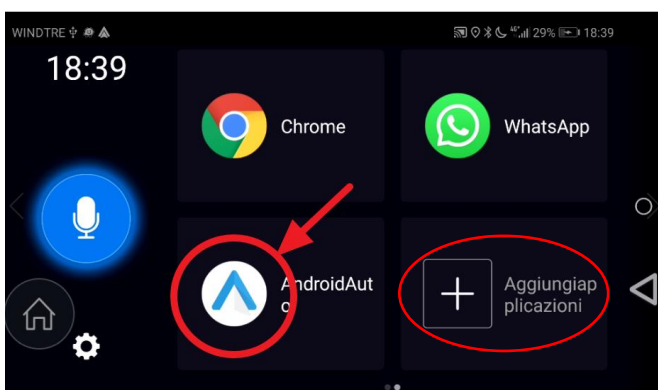 WINDTRE 29% 18:39
18:39
Chrome
WhatsApp
AndroidAut
o
Aggiungiap
plicazioni